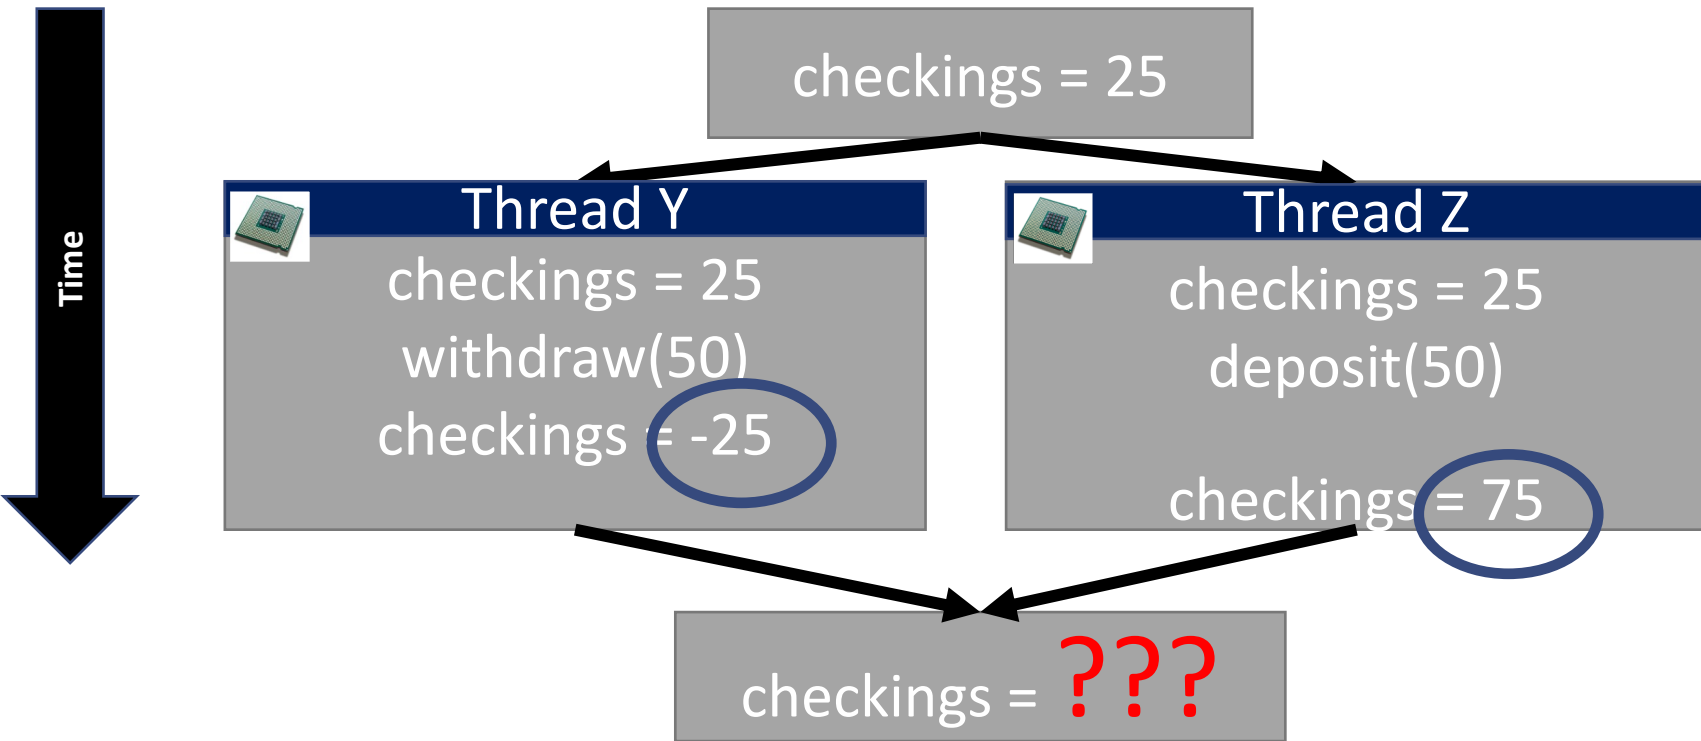 Time
checkings = 25
Thread Y
checkings = 25
withdraw(50)
checkings = -25
Thread Z
checkings = 25
deposit(50)
checkings = 75
checkings = ???